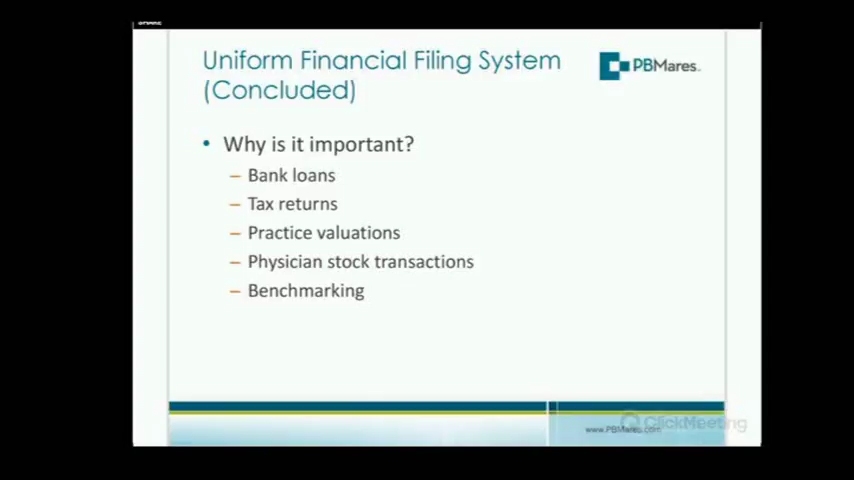 SHARE
Uniform Financial Filing System
(Concluded)
PBMares
• Why is it important?
– Bank loans
– Tax returns
– Practice valuations
– Physician stock transactions
– Benchmarking
www.PBMares.com
ClickMeeting